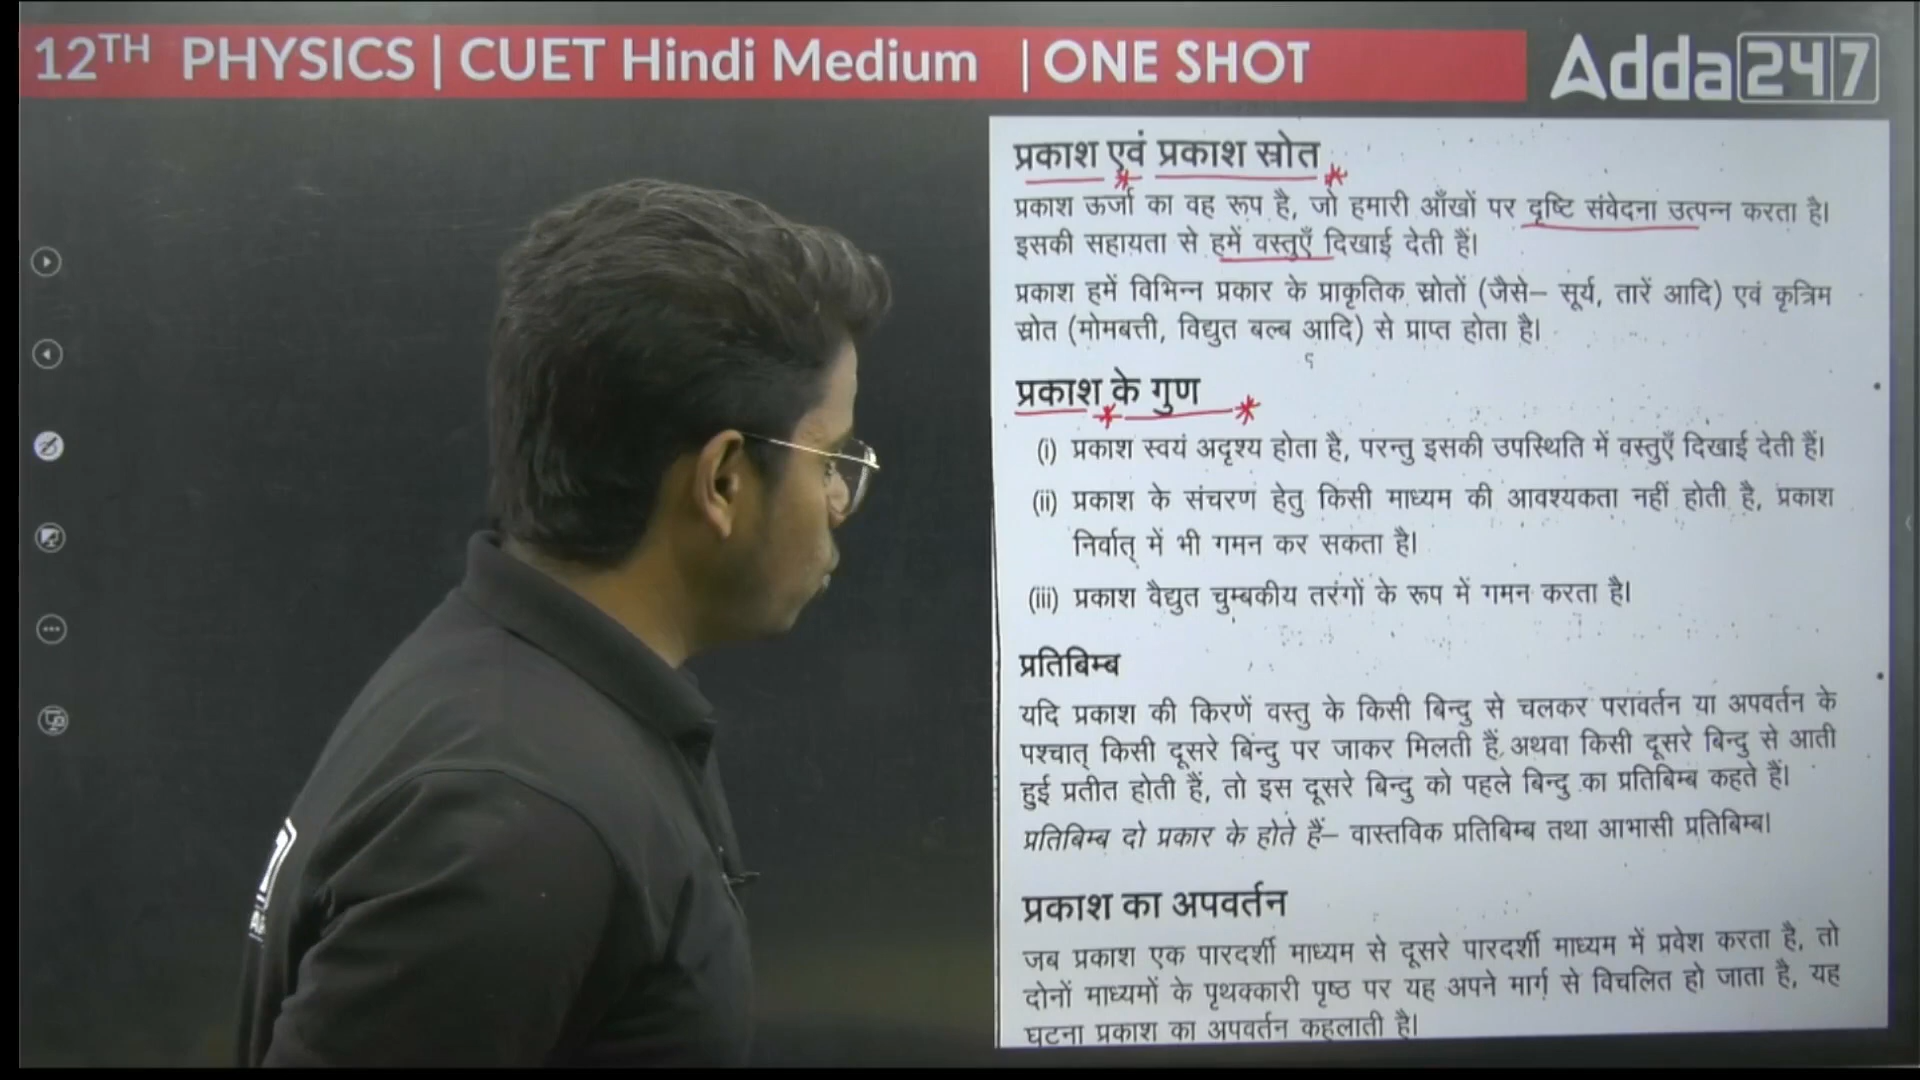 12TH PHYSICS | CUET Hindi Medium | ONE SHOT
Adda247
प्रकाश एवं प्रकाश स्रोत
प्रकाश ऊर्जा का वह रूप है, जो हमारी आँखों पर दृष्टि संवेदना उत्पन्न करता है।
इसकी सहायता से हमें वस्तुएँ दिखाई देती हैं।
प्रकाश हमें विभिन्न प्रकार के प्राकृतिक स्रोतों (जैसे– सूर्य, तारें आदि) एवं कृत्रिम
स्रोत (मोमबत्ती, विद्युत बल्ब आदि) से प्राप्त होता है।
प्रकाश के गुण
(i) प्रकाश स्वयं अदृश्य होता है, परन्तु इसकी उपस्थिति में वस्तुएँ दिखाई देती हैं।
(ii) प्रकाश के संचरण हेतु किसी माध्यम की आवश्यकता नहीं होती है, प्रकाश
निर्वात् में भी गमन कर सकता है।
(iii) प्रकाश वैद्युत चुम्बकीय तरंगों के रूप में गमन करता है।
प्रतिबिम्ब
यदि प्रकाश की किरणें वस्तु के किसी बिन्दु से चलकर परावर्तन या अपवर्तन के
पश्चात् किसी दूसरे बिन्दु पर जाकर मिलती हैं, अथवा किसी दूसरे बिन्दु से आती
हुई प्रतीत होती हैं, तो इस दूसरे बिन्दु को पहले बिन्दु का प्रतिबिम्ब कहते हैं।
प्रतिबिम्ब दो प्रकार के होते हैं– वास्तविक प्रतिबिम्ब तथा आभासी प्रतिबिम्ब।
प्रकाश का अपवर्तन
जब प्रकाश एक पारदर्शी माध्यम से दूसरे पारदर्शी माध्यम में प्रवेश करता है, तो
दोनों माध्यमों के पृथक्कारी पृष्ठ पर यह अपने मार्ग से विचलित हो जाता है, यह
घटना प्रकाश का अपवर्तन कहलाती है।